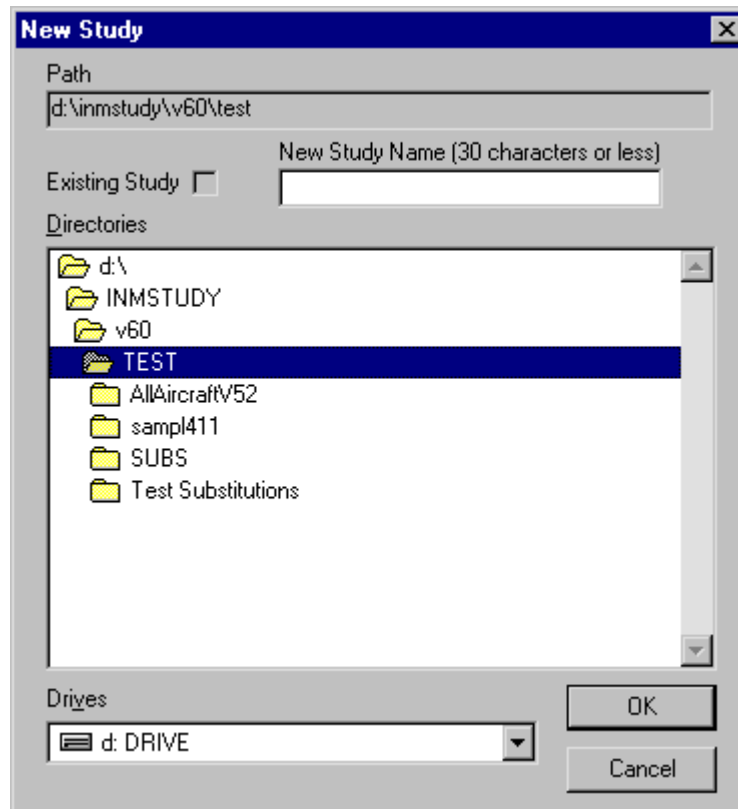 New Study
Path
d:\inmstudy\v60\test
New Study Name (30 characters or less)
Existing Study
Directories
d:\
INMSTUDY
v60
TEST
AllAircraftV52
sampl411
SUBS
Test Substitutions
Drives
d: DRIVE
OK
Cancel